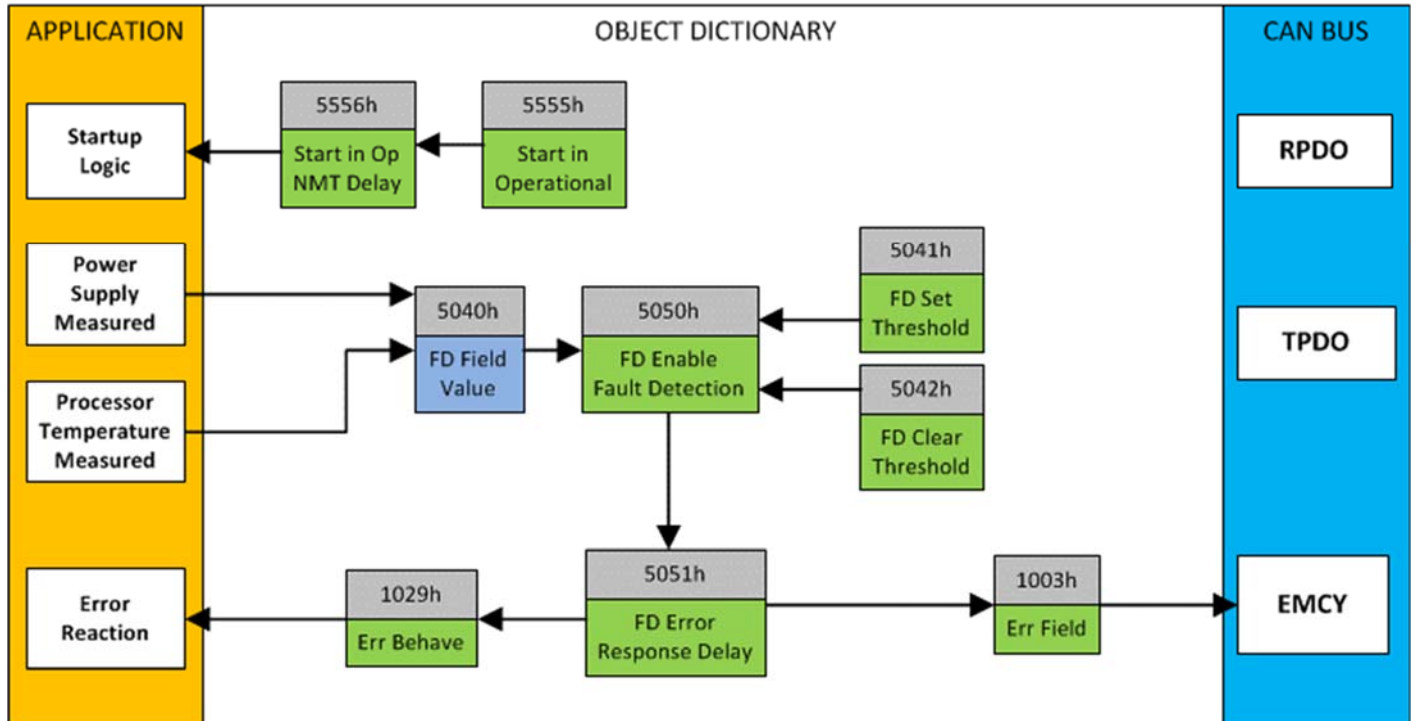 APPLICATION
OBJECT DICTIONARY
CAN BUS
Startup
Logic
5556h
Start in Op
NMT Delay
5555h
Start in
Operational
RPDO
Power
Supply
Measured
5040h
FD Field
Value
5050h
FD Enable
Fault Detection
5041h
FD Set
Threshold
TPDO
Processor
Temperature
Measured
5042h
FD Clear
Threshold
Error
Reaction
1029h
Err Behave
5051h
FD Error
Response Delay
1003h
Err Field
EMCY